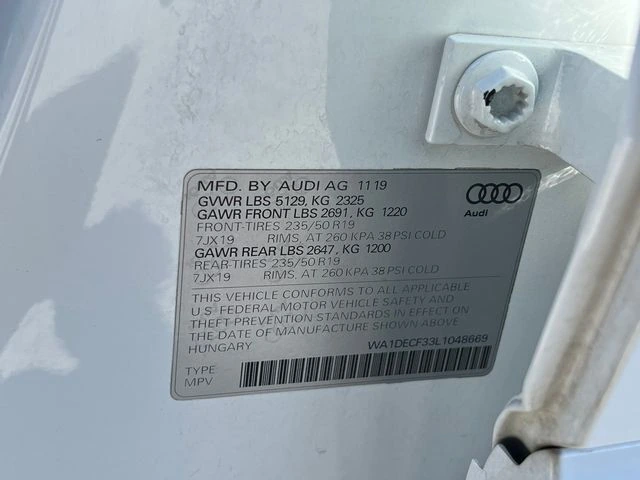 MFD. BY AUDI AG 11 19
GVWR LBS 5129, KG 2325
GAWR FRONT LBS 2691, KG 1220
FRONT-TIRES 235/50 R19
7JX19 RIMS, AT 260 KPA 38 PSI COLD
GAWR REAR LBS 2647, KG 1200
REAR-TIRES 235/50 R19
7JX19 RIMS, AT 260 KPA 38 PSI COLD
Audi
THIS VEHICLE CONFORMS TO ALL APPLICABLE
U S FEDERAL MOTOR VEHICLE SAFETY AND
THEFT PREVENTION STANDARDS IN EFFECT ON
THE DATE OF MANUFACTURE SHOWN ABOVE
HUNGARY WA1DECF33L1048669
TYPE
MPV